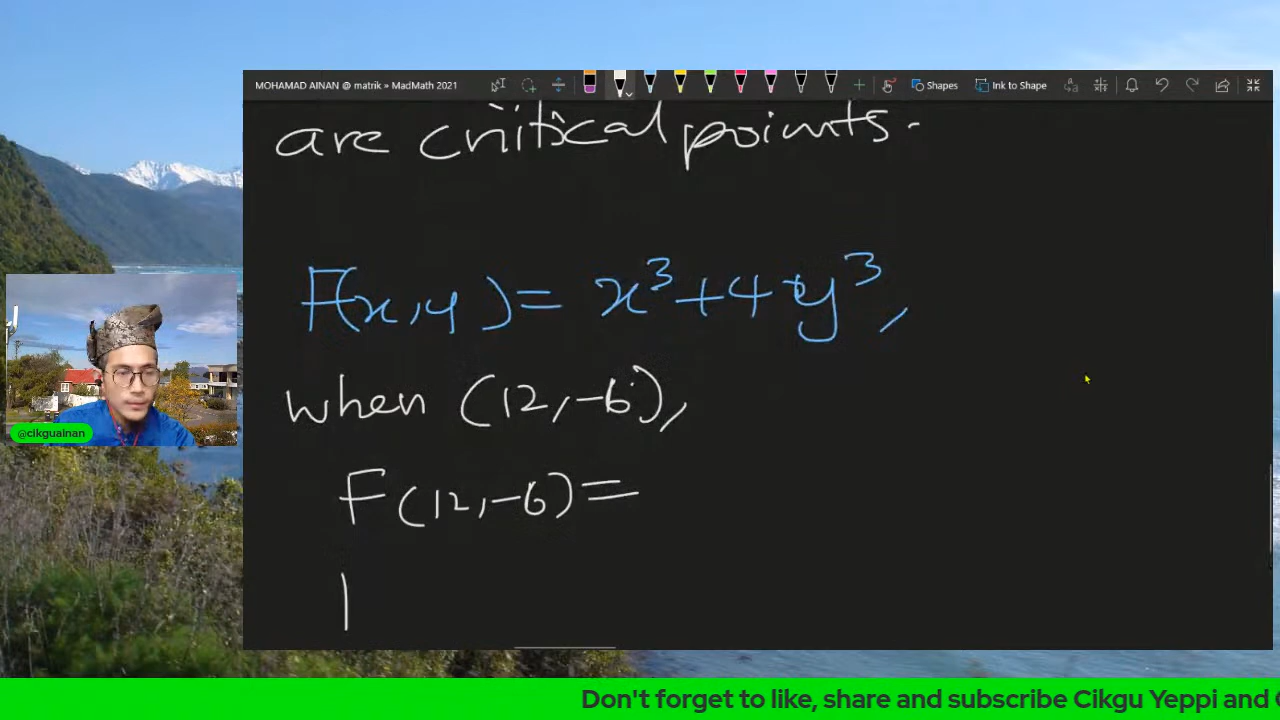 MOHAMAD AINAN @ matrik » MadMath 2021
Shapes
Ink to Shape
are critical points.
F(x,y) = x³+4y³,
when (12,-6),
F(12,-6)=
@cikguainan
Don't forget to like, share and subscribe Cikgu Yeppi and